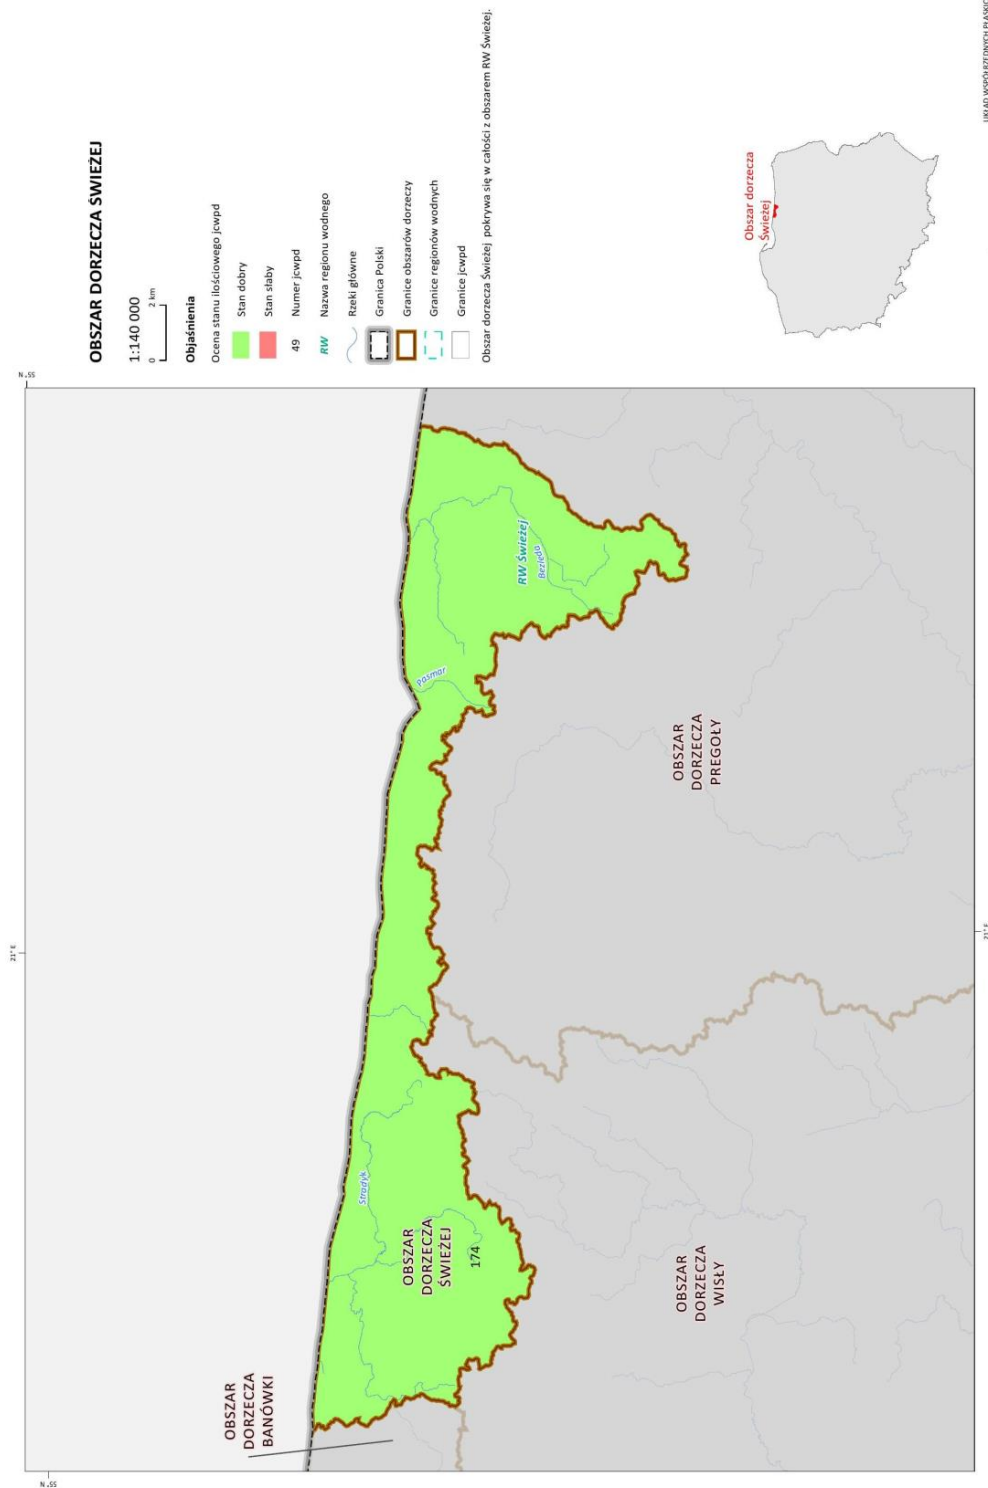 OBSZAR DORZECZA ŚWIEŻEJ
1:140 000
0 2 km
Objaśnienia
Ocena stanu ilościowego jcwpd
Stan dobry
Stan słaby
49 Numer jcwpd
RW Nazwa regionu wodnego
Rzeki główne
Granica Polski
Granice obszarów dorzeczy
Granice regionów wodnych
Granice jcwpd
Obszar dorzecza Świeżej pokrywa się w całości z obszarem RW Świeżej.
Obszar dorzecza
Świeżej
UKŁAD WSPÓŁRZĘDNYCH PŁASKICH
N .55
N .55
21° E
21° E
OBSZAR
DORZECZA
BANÓWKI
Stradyk
OBSZAR
DORZECZA
ŚWIEŻEJ
174
Pasmar
RW Świeżej
Bezleda
OBSZAR
DORZECZA
WISŁY
OBSZAR
DORZECZA
PREGOŁY